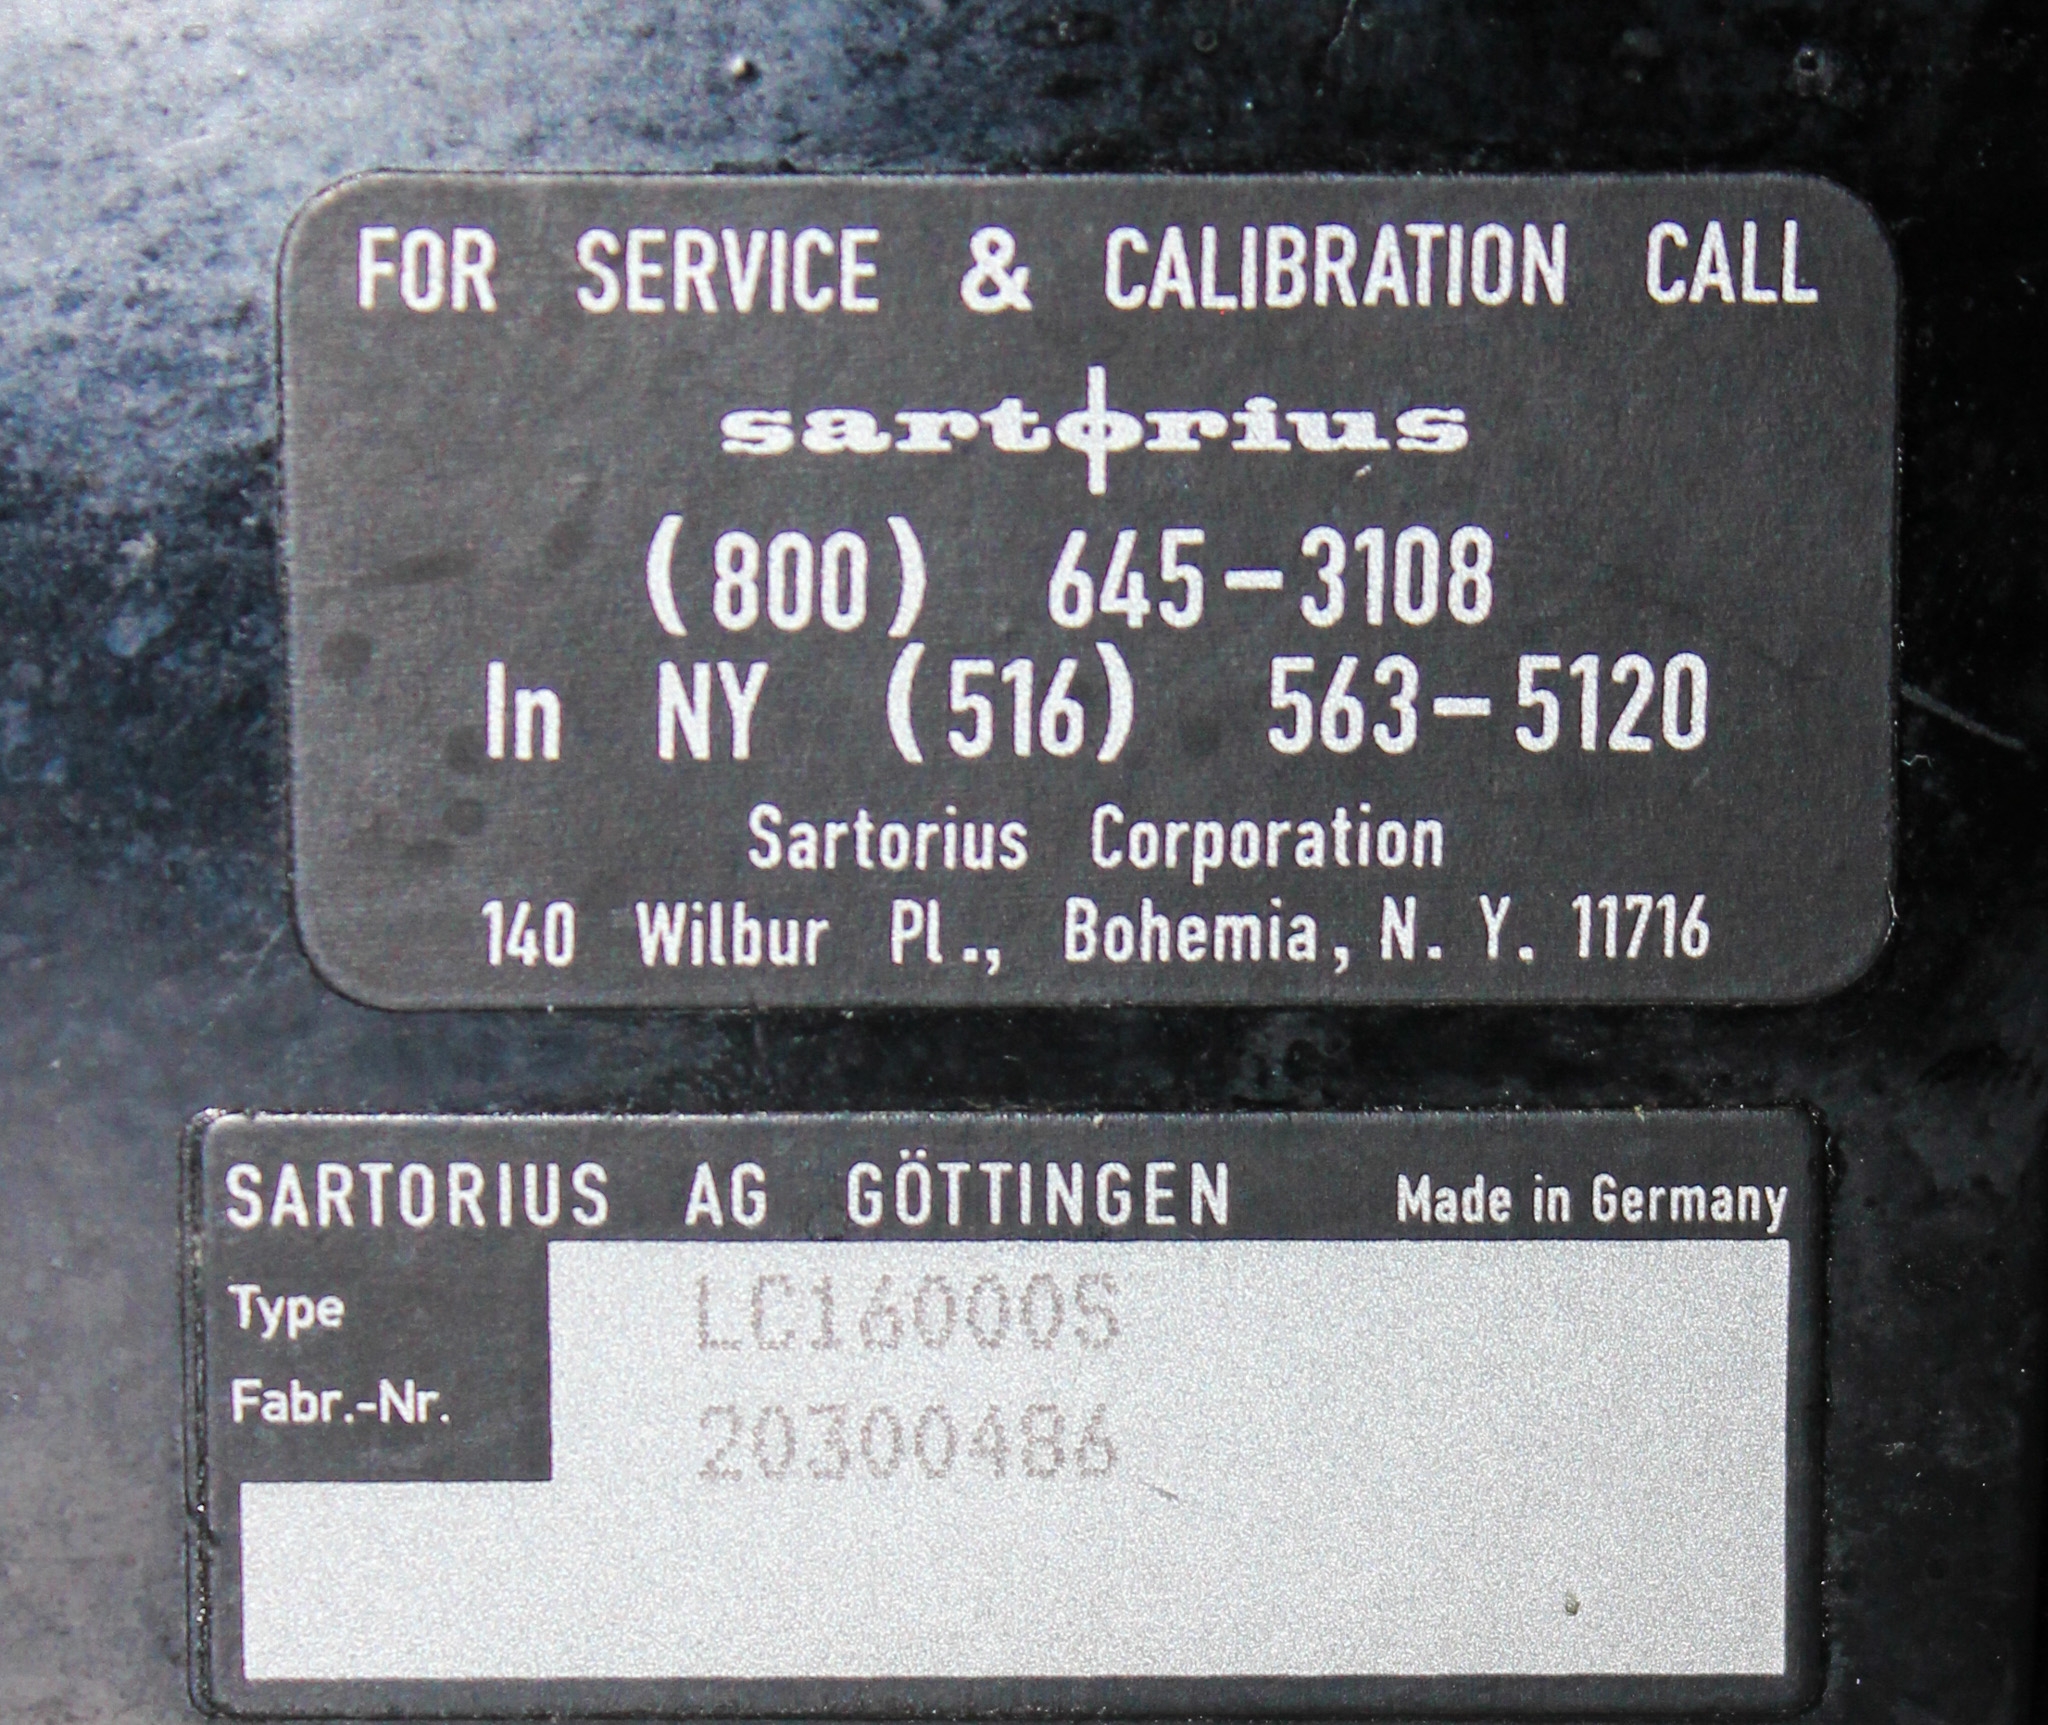 FOR SERVICE & CALIBRATION CALL
sartorius
(800) 645-3108
In NY (516) 563-5120
Sartorius Corporation
140 Wilbur Pl., Bohemia, N. Y. 11716
SARTORIUS AG GÖTTINGEN Made in Germany
Type LC16000S
Fabr.-Nr. 20300486